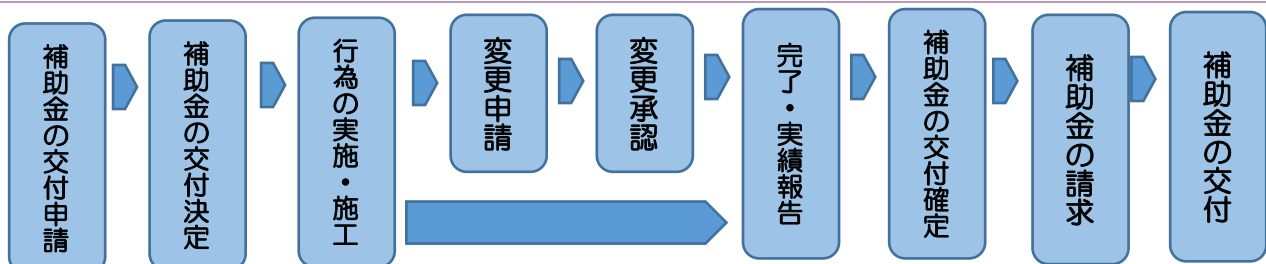 補助金の交付申請
補助金の交付決定
行為の実施・施工
変更申請
変更承認
完了・実績報告
補助金の交付確定
補助金の請求
補助金の交付